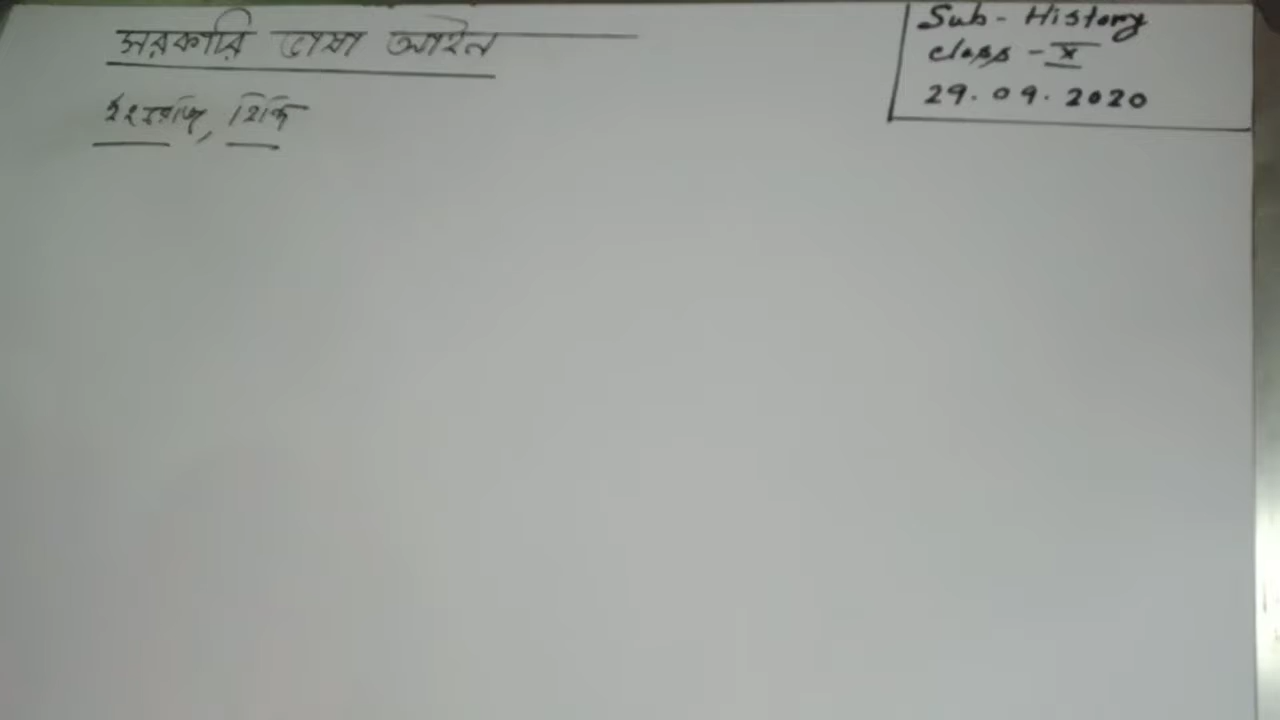 সরকারি ভাষা আইন
ইংরাজি, হিন্দি
Sub - History
class - X
29.09.2020